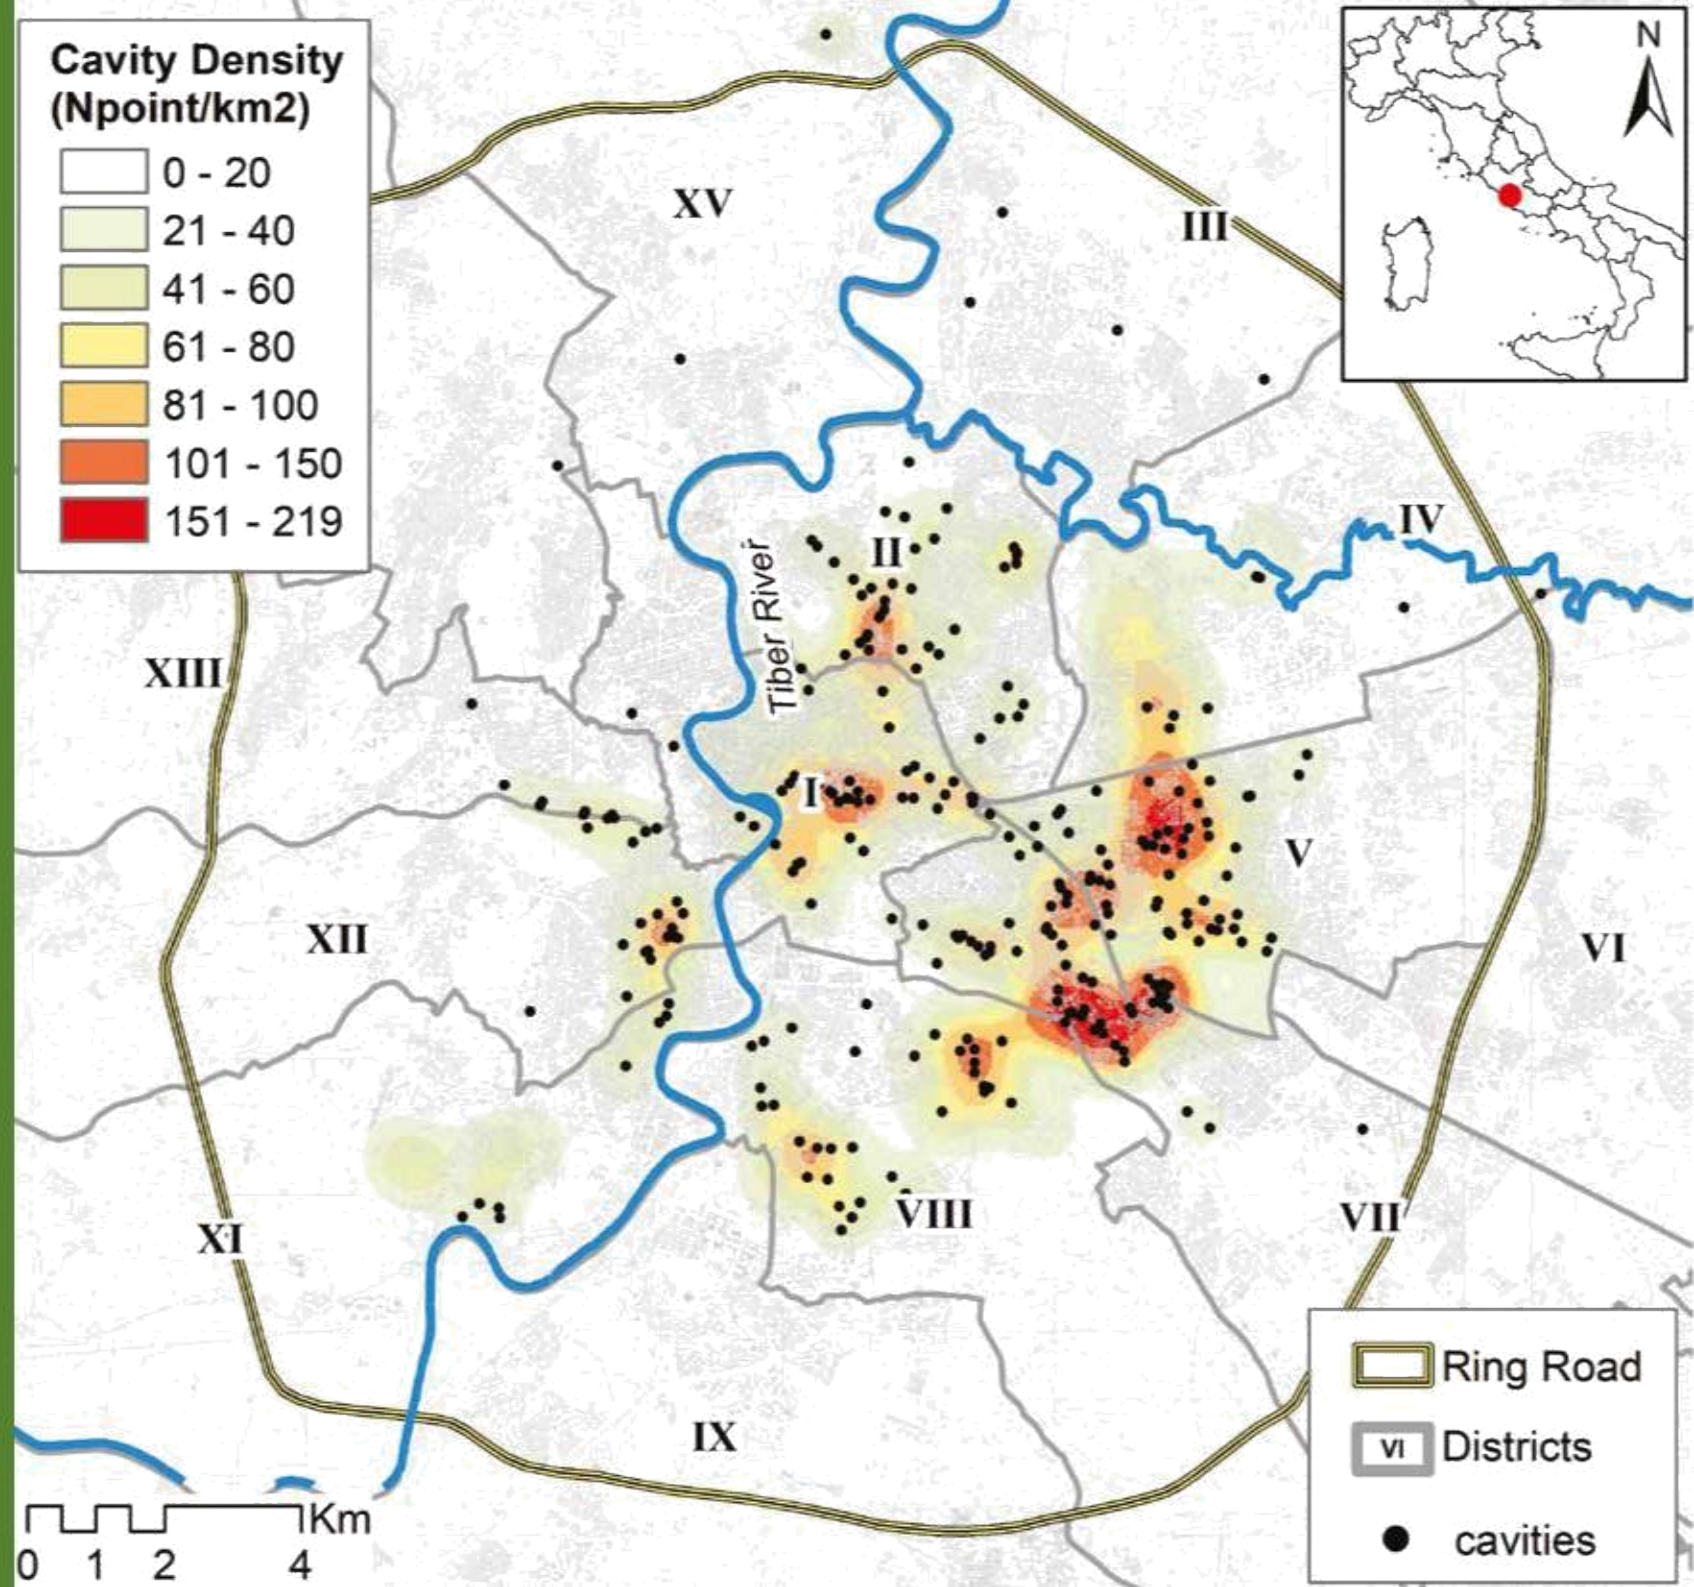 Cavity Density
(Npoint/km2)
0 - 20
21 - 40
41 - 60
61 - 80
81 - 100
101 - 150
151 - 219
N
XV
III
IV
II
Tiber River
XIII
I
V
XII
VI
VIII
VII
XI
IX
Ring Road
VI Districts
cavities
Km
0 1 2 4